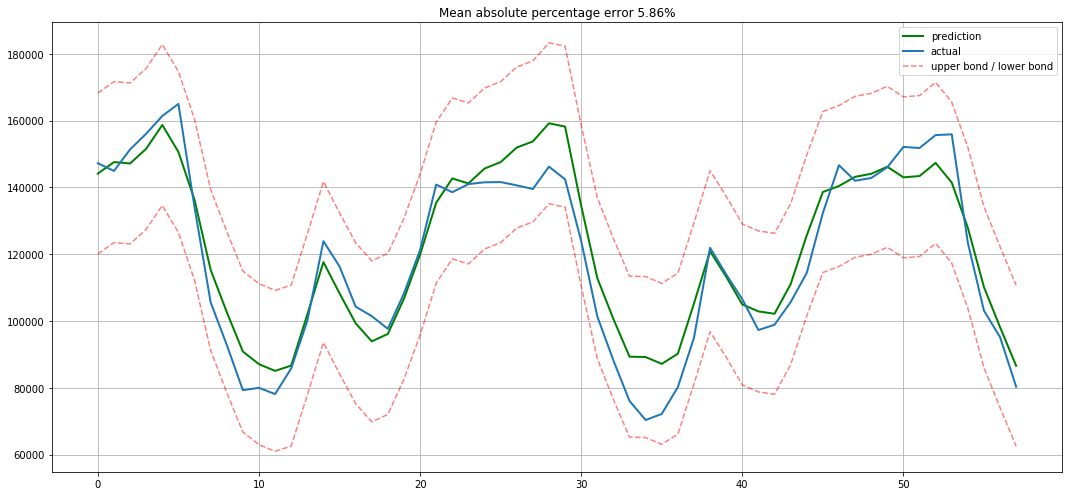 Mean absolute percentage error 5.86%
prediction
actual
upper bond / lower bond
180000
160000
140000
120000
100000
80000
60000
0 10 20 30 40 50